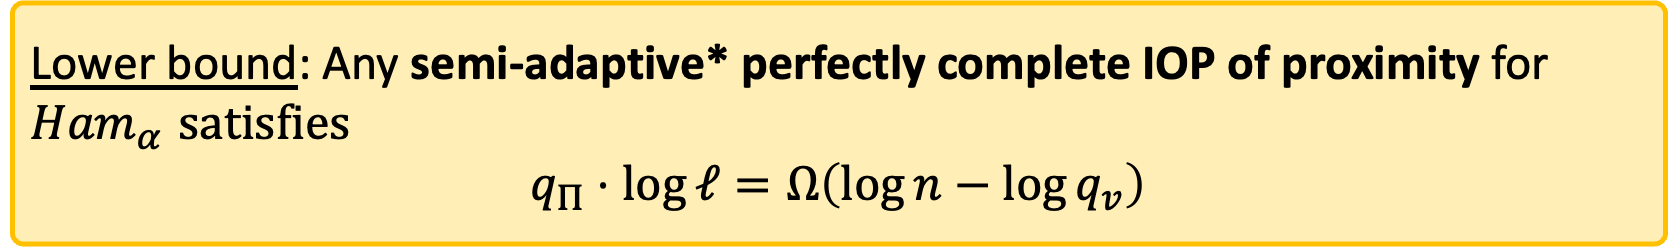 Lower bound: Any semi-adaptive* perfectly complete IOP of proximity for
Ham_α satisfies
q_Π · log ℓ = Ω(log n − log q_v)